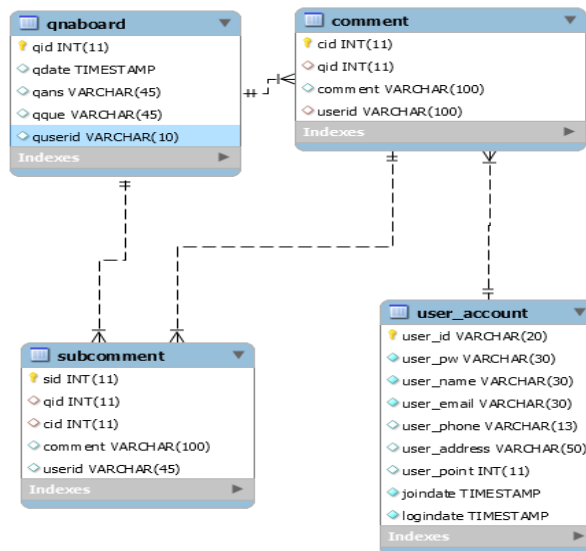 qnaboard
qid INT(11)
qdate TIMESTAMP
qans VARCHAR(45)
qque VARCHAR(45)
quserid VARCHAR(10)
Indexes
comment
cid INT(11)
qid INT(11)
comment VARCHAR(100)
userid VARCHAR(100)
Indexes
subcomment
sid INT(11)
qid INT(11)
cid INT(11)
comment VARCHAR(100)
userid VARCHAR(45)
Indexes
user_account
user_id VARCHAR(20)
user_pw VARCHAR(30)
user_name VARCHAR(30)
user_email VARCHAR(30)
user_phone VARCHAR(13)
user_address VARCHAR(50)
user_point INT(11)
joindate TIMESTAMP
logindate TIMESTAMP
Indexes